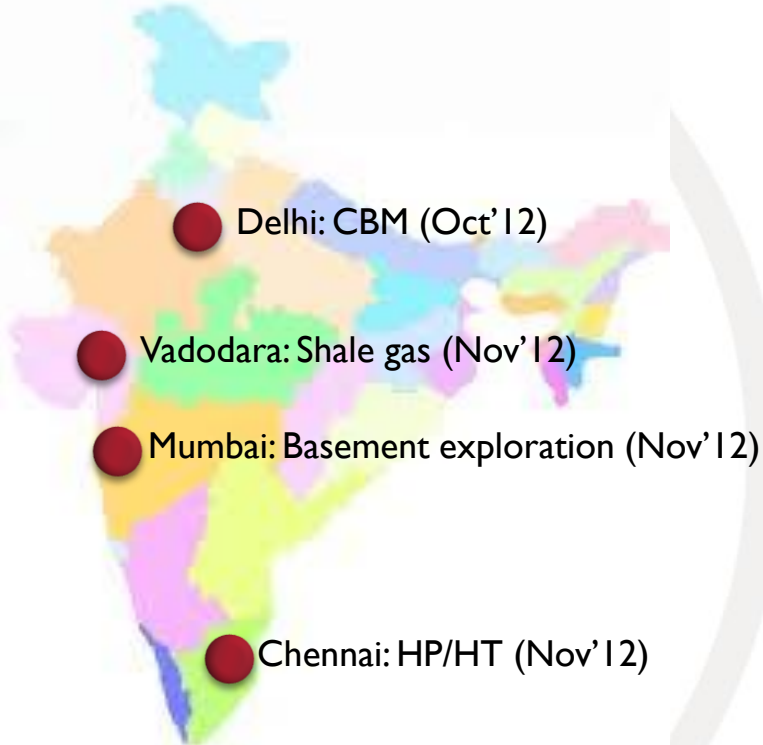 Delhi: CBM (Oct’12)
Vadodara: Shale gas (Nov’12)
Mumbai: Basement exploration (Nov’12)
Chennai: HP/HT (Nov’12)